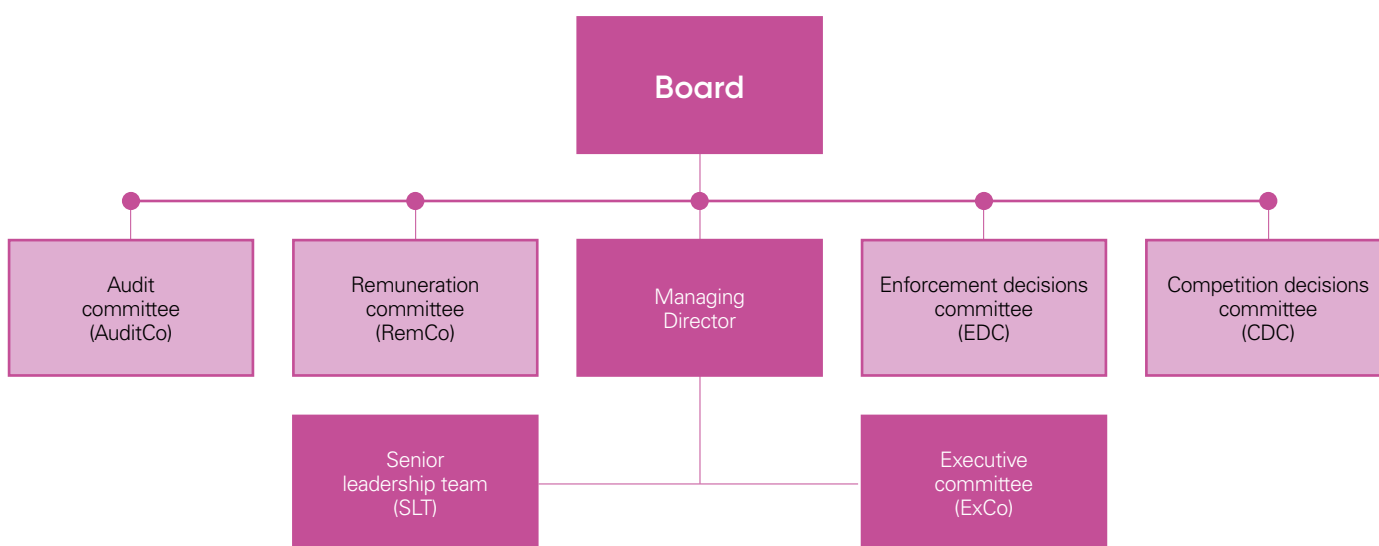 Board
Audit
committee
(AuditCo)
Remuneration
committee
(RemCo)
Managing
Director
Enforcement decisions
committee
(EDC)
Competition decisions
committee
(CDC)
Senior
leadership team
(SLT)
Executive
committee
(ExCo)